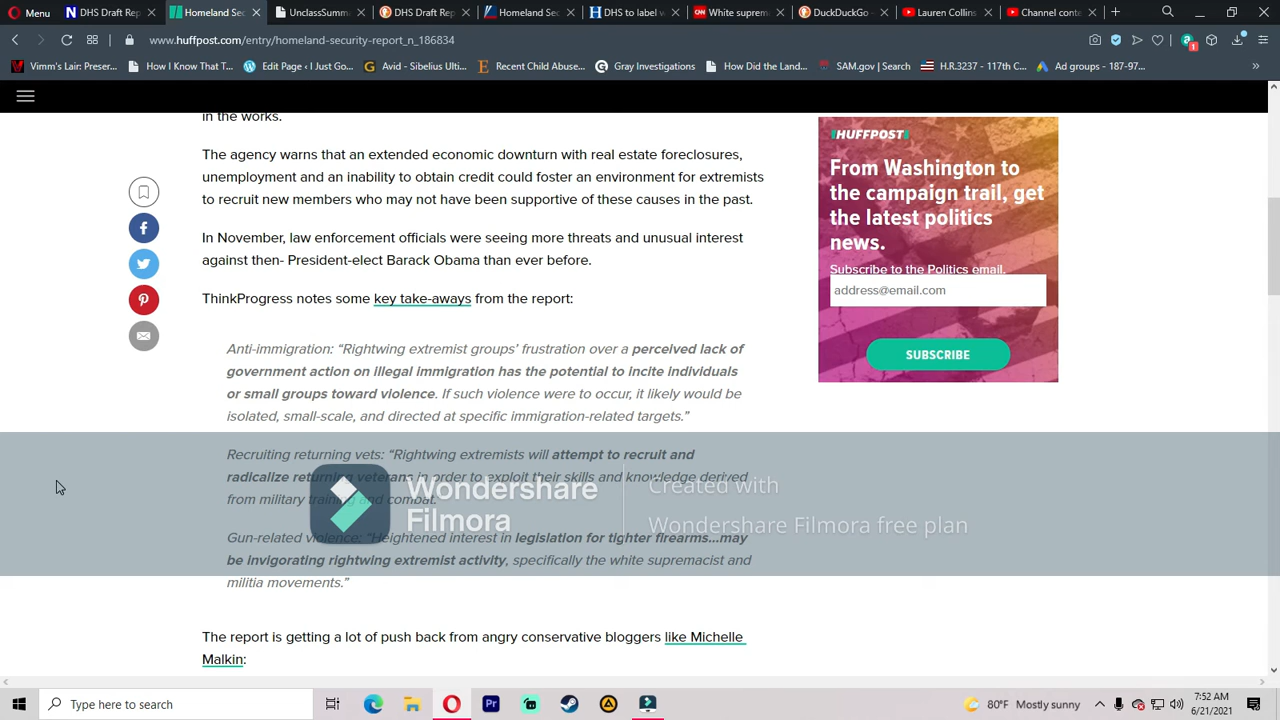 DHS Draft Rep
Homeland Sec
UnclassSumm
DHS Draft Rep
Homeland Sec
DHS to label w
White suprem
DuckDuckGo -
Lauren Collins
Channel conte
www.huffpost.com/entry/homeland-security-report_n_186834
1
Vimm's Lair: Preser...
How I Know That T...
Edit Page ‹ I Just Go...
Avid - Sibelius Ulti...
Recent Child Abuse...
Gray Investigations
How Did the Land...
SAM.gov | Search
H.R.3237 - 117th C...
Ad groups - 187-97...
Menu
in the works.
The agency warns that an extended economic downturn with real estate foreclosures,
unemployment and an inability to obtain credit could foster an environment for extremists
to recruit new members who may not have been supportive of these causes in the past.
In November, law enforcement officials were seeing more threats and unusual interest
against then- President-elect Barack Obama than ever before.
ThinkProgress notes some key take-aways from the report:
Anti-immigration: “Rightwing extremist groups’ frustration over a perceived lack of
government action on illegal immigration has the potential to incite individuals
or small groups toward violence. If such violence were to occur, it likely would be
isolated, small-scale, and directed at specific immigration-related targets.”
Recruiting returning vets: “Rightwing extremists will attempt to recruit and
radicalize returning veterans in order to exploit their skills and knowledge derived
from military training and combat.
Gun-related violence: “Heightened interest in legislation for tighter firearms...may
be invigorating rightwing extremist activity, specifically the white supremacist and
militia movements.”
The report is getting a lot of push back from angry conservative bloggers like Michelle
Malkin:
HUFFPOST
From Washington to
the campaign trail, get
the latest politics
news.
Subscribe to the Politics email.
address@email.com
SUBSCRIBE
Wondershare
Filmora
Created with
Wondershare Filmora free plan
Type here to search
Pr
80°F Mostly sunny
7:52 AM
6/21/2021